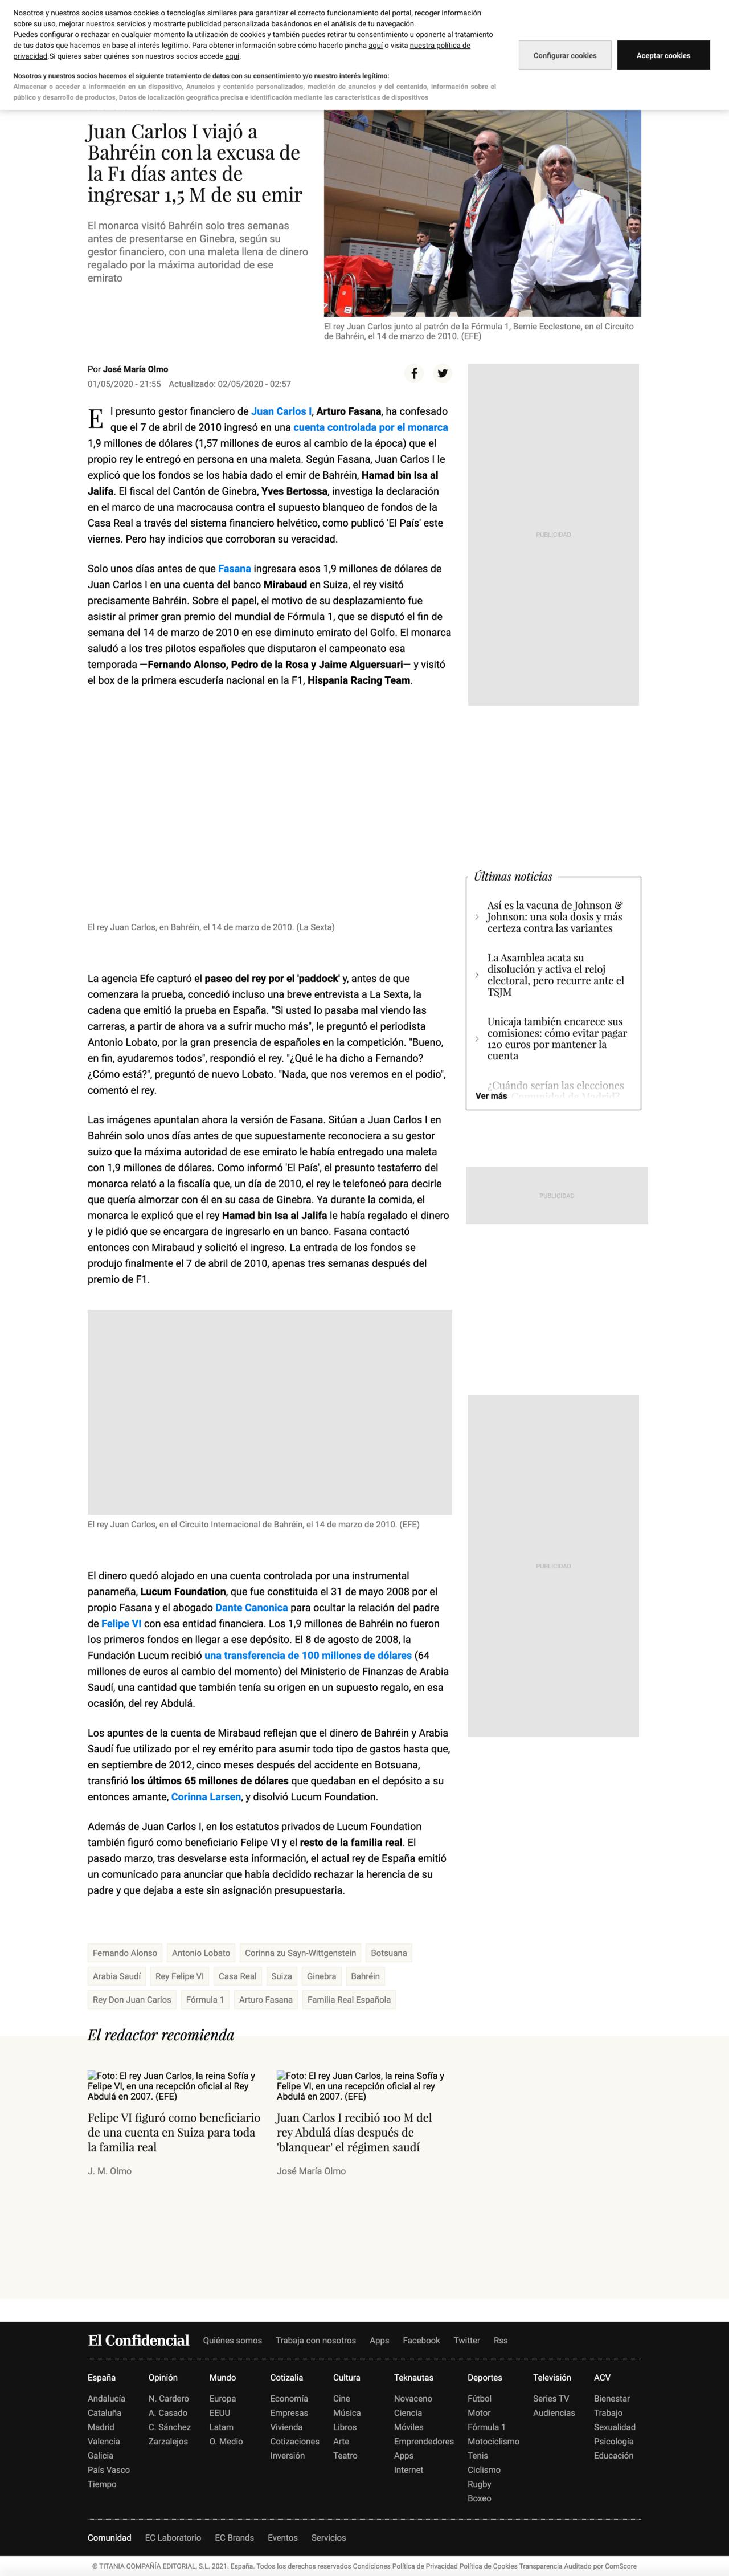 Nosotros y nuestros socios usamos cookies o tecnologías similares para garantizar el correcto funcionamiento del portal, recoger información
sobre su uso, mejorar nuestros servicios y mostrarte publicidad personalizada basándonos en el análisis de tu navegación.
Puedes configurar o rechazar en cualquier momento la utilización de cookies y también puedes retirar tu consentimiento u oponerte al tratamiento
de tus datos que hacemos en base al interés legítimo. Para obtener información sobre cómo hacerlo pincha aquí o visita nuestra política de
privacidad.Si quieres saber quiénes son nuestros socios accede aquí.
Nosotros y nuestros socios hacemos el siguiente tratamiento de datos con su consentimiento y/o nuestro interés legítimo:
Almacenar o acceder a información en un dispositivo, Anuncios y contenido personalizados, medición de anuncios y del contenido, información sobre el
público y desarrollo de productos, Datos de localización geográfica precisa e identificación mediante las características de dispositivos
Configurar cookies
Aceptar cookies
Juan Carlos I viajó a
Bahréin con la excusa de
la F1 días antes de
ingresar 1,5 M de su emir
El monarca visitó Bahréin solo tres semanas
antes de presentarse en Ginebra, según su
gestor financiero, con una maleta llena de dinero
regalado por la máxima autoridad de ese
emirato
El rey Juan Carlos junto al patrón de la Fórmula 1, Bernie Ecclestone, en el Circuito
de Bahréin, el 14 de marzo de 2010. (EFE)
Por José María Olmo
01/05/2020 - 21:55 Actualizado: 02/05/2020 - 02:57
El presunto gestor financiero de Juan Carlos I, Arturo Fasana, ha confesado
que el 7 de abril de 2010 ingresó en una cuenta controlada por el monarca
1,9 millones de dólares (1,57 millones de euros al cambio de la época) que el
propio rey le entregó en persona en una maleta. Según Fasana, Juan Carlos I le
explicó que los fondos se los había dado el emir de Bahréin, Hamad bin Isa al
Jalifa. El fiscal del Cantón de Ginebra, Yves Bertossa, investiga la declaración
en el marco de una macrocausa contra el supuesto blanqueo de fondos de la
Casa Real a través del sistema financiero helvético, como publicó 'El País' este
viernes. Pero hay indicios que corroboran su veracidad.
PUBLICIDAD
Solo unos días antes de que Fasana ingresara esos 1,9 millones de dólares de
Juan Carlos I en una cuenta del banco Mirabaud en Suiza, el rey visitó
precisamente Bahréin. Sobre el papel, el motivo de su desplazamiento fue
asistir al primer gran premio del mundial de Fórmula 1, que se disputó el fin de
semana del 14 de marzo de 2010 en ese diminuto emirato del Golfo. El monarca
saludó a los tres pilotos españoles que disputaron el campeonato esa
temporada —Fernando Alonso, Pedro de la Rosa y Jaime Alguersuari— y visitó
el box de la primera escudería nacional en la F1, Hispania Racing Team.
El rey Juan Carlos, en Bahréin, el 14 de marzo de 2010. (La Sexta)
Últimas noticias
Así es la vacuna de Johnson &
Johnson: una sola dosis y más
certeza contra las variantes
La Asamblea acata su
disolución y activa el reloj
electoral, pero recurre ante el
TSJM
Unicaja también encarece sus
comisiones: cómo evitar pagar
120 euros por mantener la
cuenta
¿Cuándo serían las elecciones
Ver más
La agencia Efe capturó el paseo del rey por el 'paddock' y, antes de que
comenzara la prueba, concedió incluso una breve entrevista a La Sexta, la
cadena que emitió la prueba en España. "Si usted lo pasaba mal viendo las
carreras, a partir de ahora va a sufrir mucho más", le preguntó el periodista
Antonio Lobato, por la gran presencia de españoles en la competición. "Bueno,
en fin, ayudaremos todos", respondió el rey. "¿Qué le ha dicho a Fernando?
¿Cómo está?", preguntó de nuevo Lobato. "Nada, que nos veremos en el podio",
comentó el rey.
Las imágenes apuntalan ahora la versión de Fasana. Sitúan a Juan Carlos I en
Bahréin solo unos días antes de que supuestamente reconociera a su gestor
suizo que la máxima autoridad de ese emirato le había entregado una maleta
con 1,9 millones de dólares. Como informó 'El País', el presunto testaferro del
monarca relató a la fiscalía que, un día de 2010, el rey le telefoneó para decirle
que quería almorzar con él en su casa de Ginebra. Ya durante la comida, el
monarca le explicó que el rey Hamad bin Isa al Jalifa le había regalado el dinero
y le pidió que se encargara de ingresarlo en un banco. Fasana contactó
entonces con Mirabaud y solicitó el ingreso. La entrada de los fondos se
produjo finalmente el 7 de abril de 2010, apenas tres semanas después del
premio de F1.
PUBLICIDAD
El rey Juan Carlos, en el Circuito Internacional de Bahréin, el 14 de marzo de 2010. (EFE)
PUBLICIDAD
El dinero quedó alojado en una cuenta controlada por una instrumental
panameña, Lucum Foundation, que fue constituida el 31 de mayo 2008 por el
propio Fasana y el abogado Dante Canonica para ocultar la relación del padre
de Felipe VI con esa entidad financiera. Los 1,9 millones de Bahréin no fueron
los primeros fondos en llegar a ese depósito. El 8 de agosto de 2008, la
Fundación Lucum recibió una transferencia de 100 millones de dólares (64
millones de euros al cambio del momento) del Ministerio de Finanzas de Arabia
Saudí, una cantidad que también tenía su origen en un supuesto regalo, en esa
ocasión, del rey Abdulá.
Los apuntes de la cuenta de Mirabaud reflejan que el dinero de Bahréin y Arabia
Saudí fue utilizado por el rey emérito para asumir todo tipo de gastos hasta que,
en septiembre de 2012, cinco meses después del accidente en Botsuana,
transfirió los últimos 65 millones de dólares que quedaban en el depósito a su
entonces amante, Corinna Larsen, y disolvió Lucum Foundation.
Además de Juan Carlos I, en los estatutos privados de Lucum Foundation
también figuró como beneficiario Felipe VI y el resto de la familia real. El
pasado marzo, tras desvelarse esta información, el actual rey de España emitió
un comunicado para anunciar que había decidido rechazar la herencia de su
padre y que dejaba a este sin asignación presupuestaria.
Fernando Alonso Antonio Lobato Corinna zu Sayn-Wittgenstein Botsuana
Arabia Saudí Rey Felipe VI Casa Real Suiza Ginebra Bahréin
Rey Don Juan Carlos Fórmula 1 Arturo Fasana Familia Real Española
El redactor recomienda
Foto: El rey Juan Carlos, la reina Sofía y
Felipe VI, en una recepción oficial al Rey
Abdulá en 2007. (EFE)
Felipe VI figuró como beneficiario
de una cuenta en Suiza para toda
la familia real
J. M. Olmo
Foto: El rey Juan Carlos, la reina Sofía y
Felipe VI, en una recepción oficial al rey
Abdulá en 2007. (EFE)
Juan Carlos I recibió 100 M del
rey Abdulá días después de
'blanquear' el régimen saudí
José María Olmo
El Confidencial Quiénes somos Trabaja con nosotros Apps Facebook Twitter Rss
España Opinión Mundo Cotizalia Cultura Teknautas Deportes Televisión ACV
Andalucía N. Cardero Europa Economía Cine Novaceno Fútbol Series TV Bienestar
Cataluña A. Casado EEUU Empresas Música Ciencia Motor Audiencias Trabajo
Madrid C. Sánchez Latam Vivienda Libros Móviles Fórmula 1 Sexualidad
Valencia Zarzalejos O. Medio Cotizaciones Arte Emprendedores Motociclismo Psicología
Galicia Inversión Teatro Apps Tenis Educación
País Vasco Internet Ciclismo
Tiempo Rugby
Boxeo
Comunidad EC Laboratorio EC Brands Eventos Servicios
© TITANIA COMPAÑÍA EDITORIAL, S.L. 2021. España. Todos los derechos reservados Condiciones Política de Privacidad Política de Cookies Transparencia Auditado por ComScore